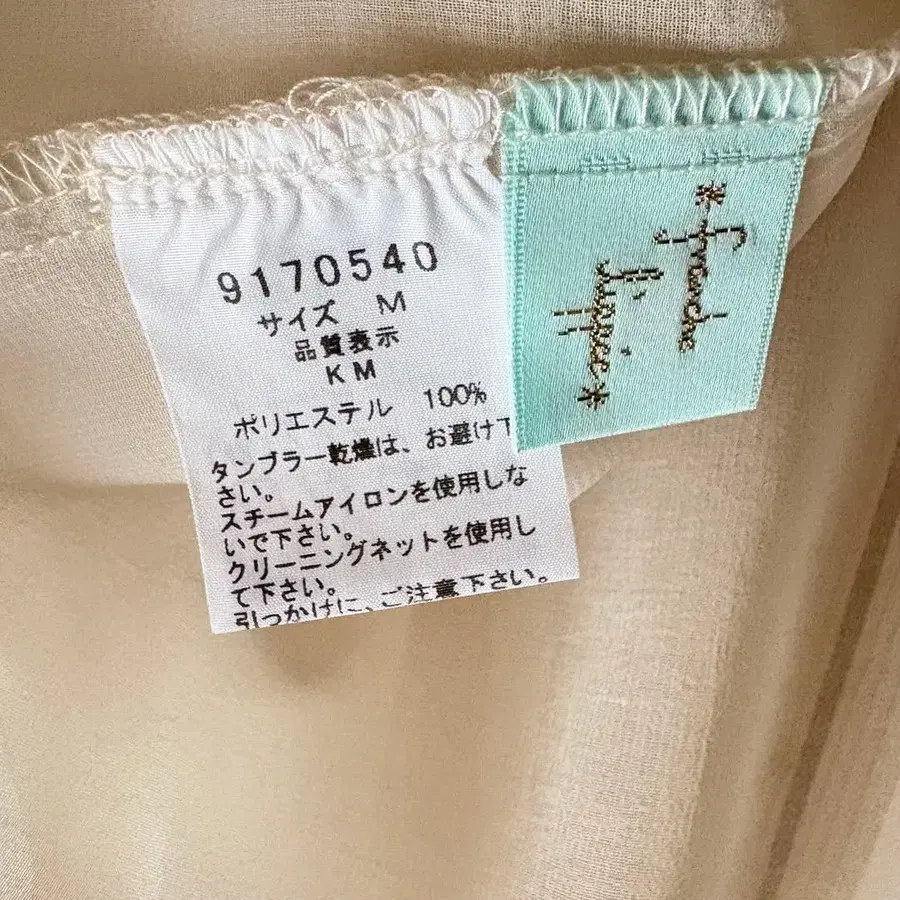 9170540
サイズ M
品質表示
KM
ポリエステル 100%
タンブラー乾燥は、お避け下
さい。
スチームアイロンを使用しな
いで下さい。
クリーニングネットを使用し
て下さい。
引っかけに、ご注意下さい。
franche
lippée